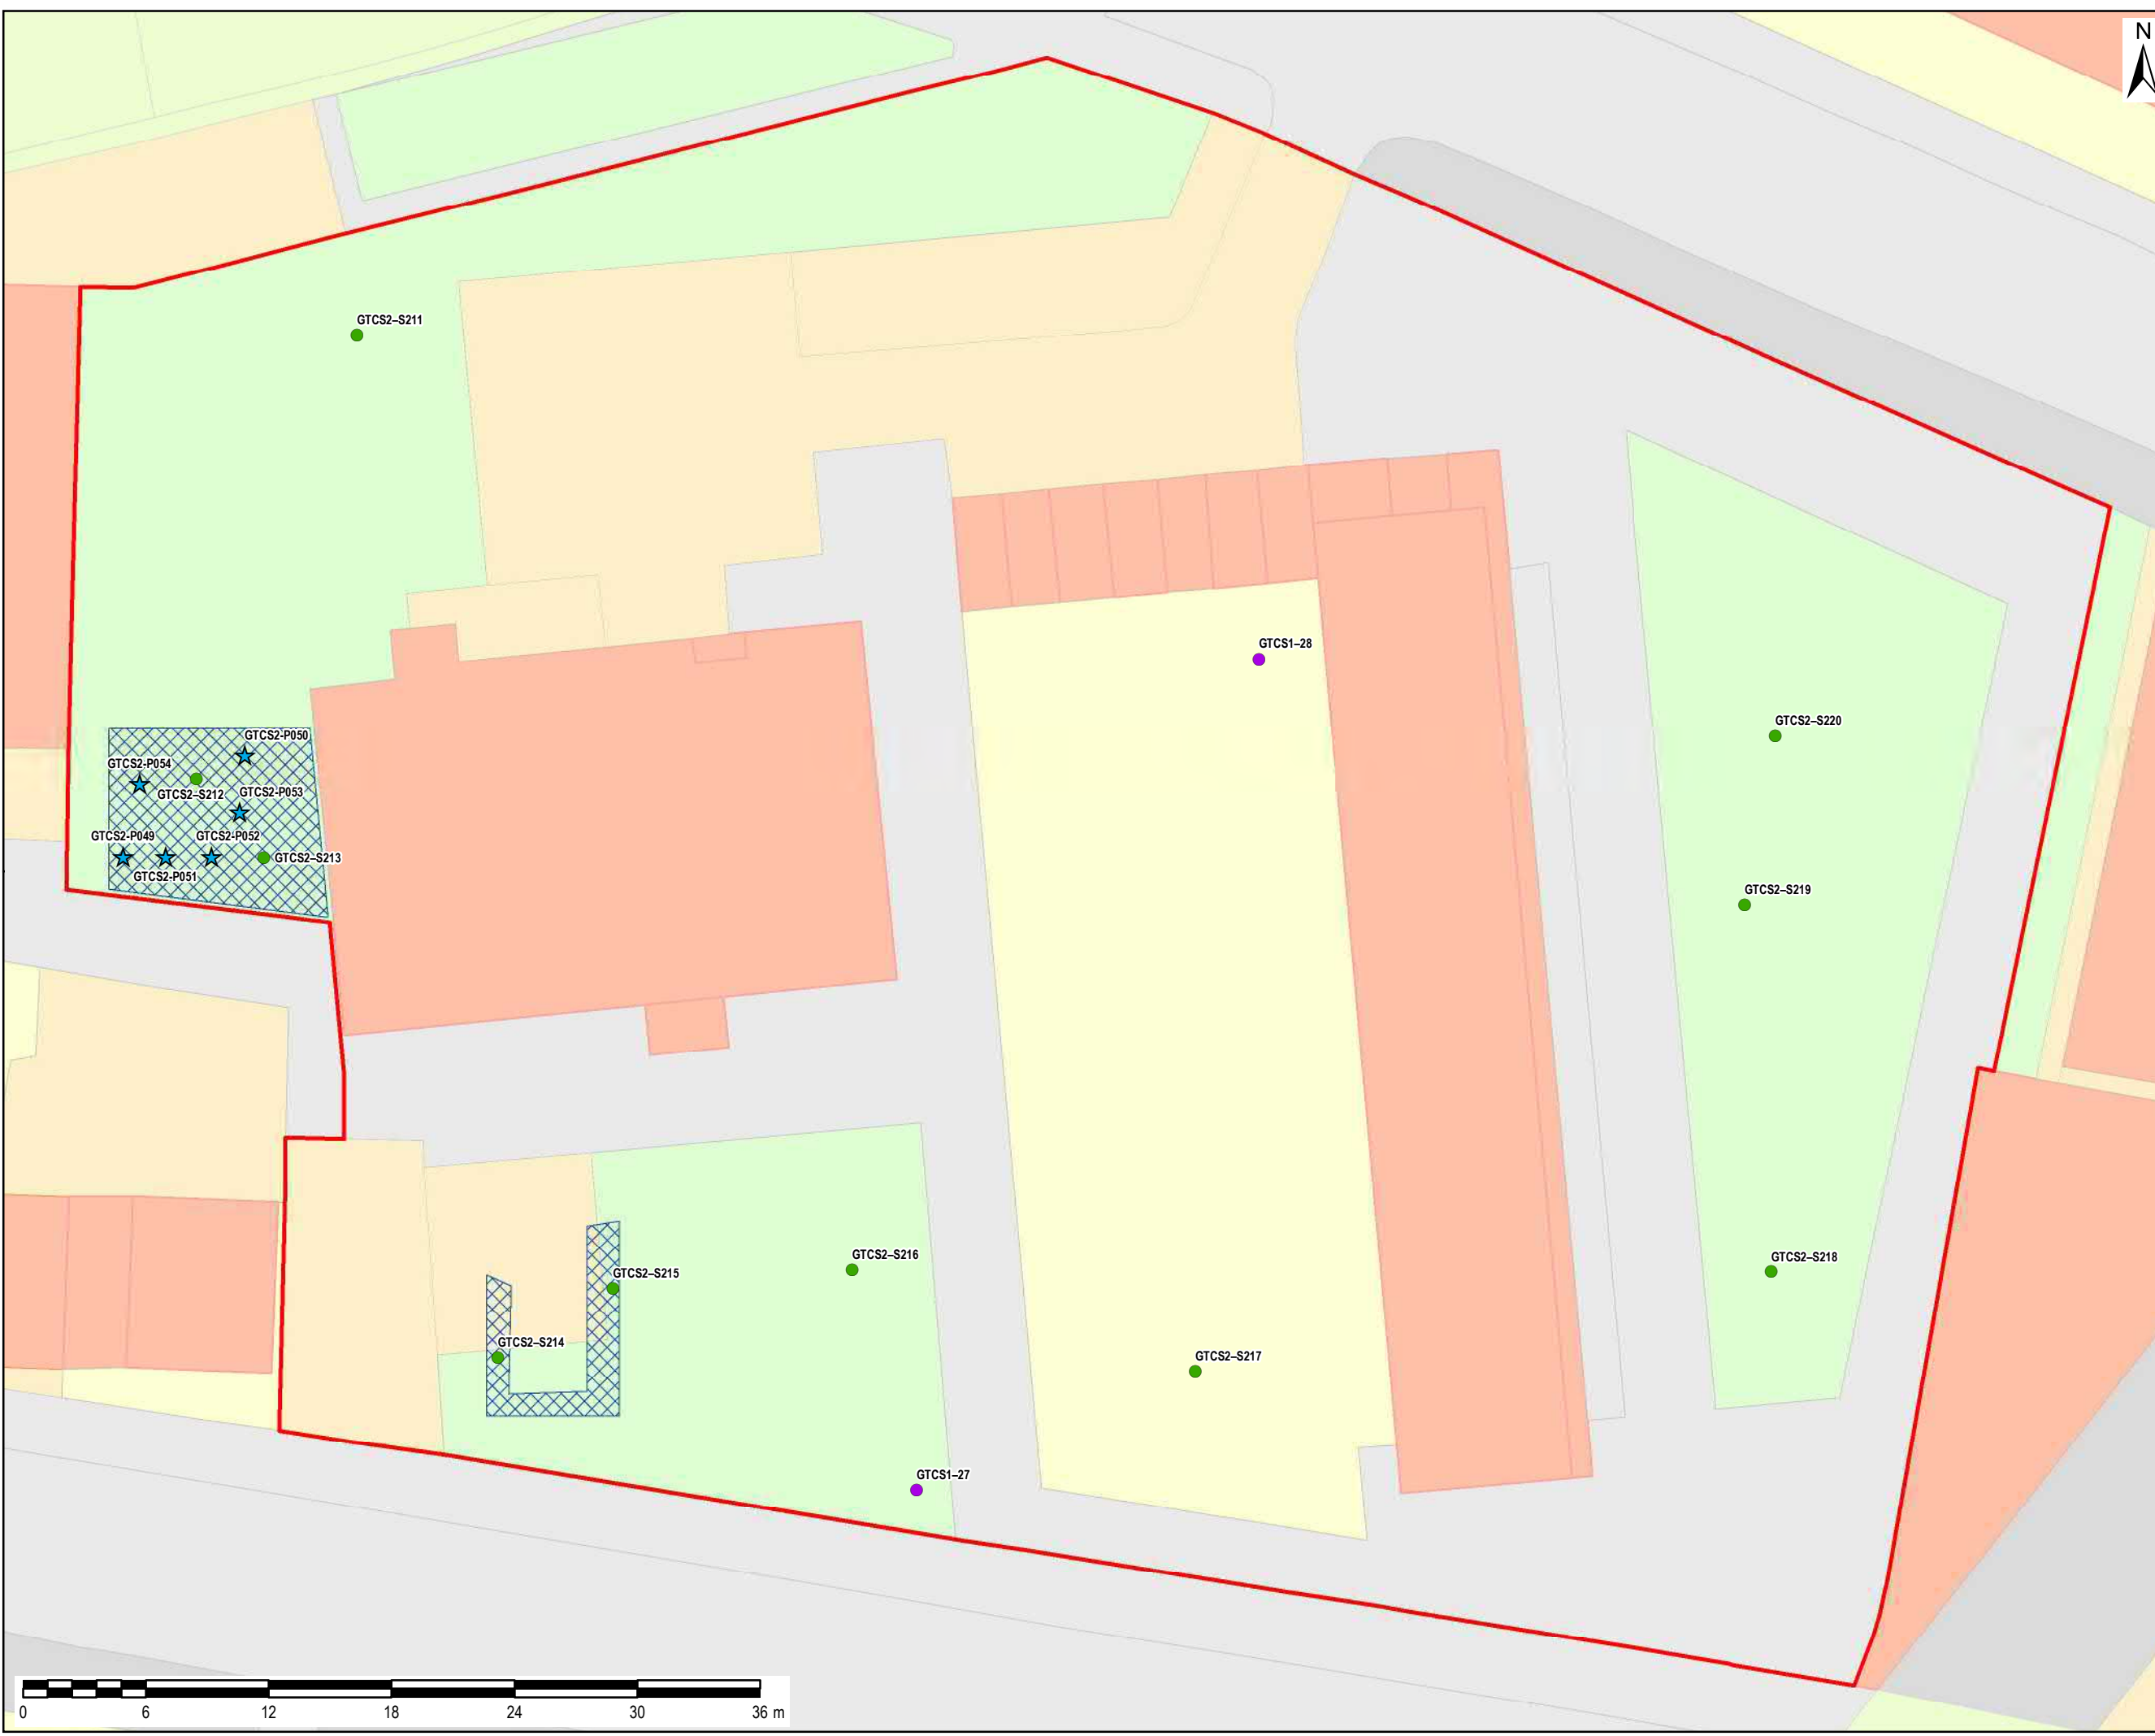 N
GTCS2–S211
GTCS1–28
GTCS2–S220
GTCS2-P050
GTCS2-P054
GTCS2–S212
GTCS2-P053
GTCS2-P049
GTCS2-P052
GTCS2–S213
GTCS2-P051
GTCS2–S219
GTCS2–S216
GTCS2–S218
GTCS2–S215
GTCS2–S214
GTCS2–S217
GTCS1–27
0 6 12 18 24 30 36 m